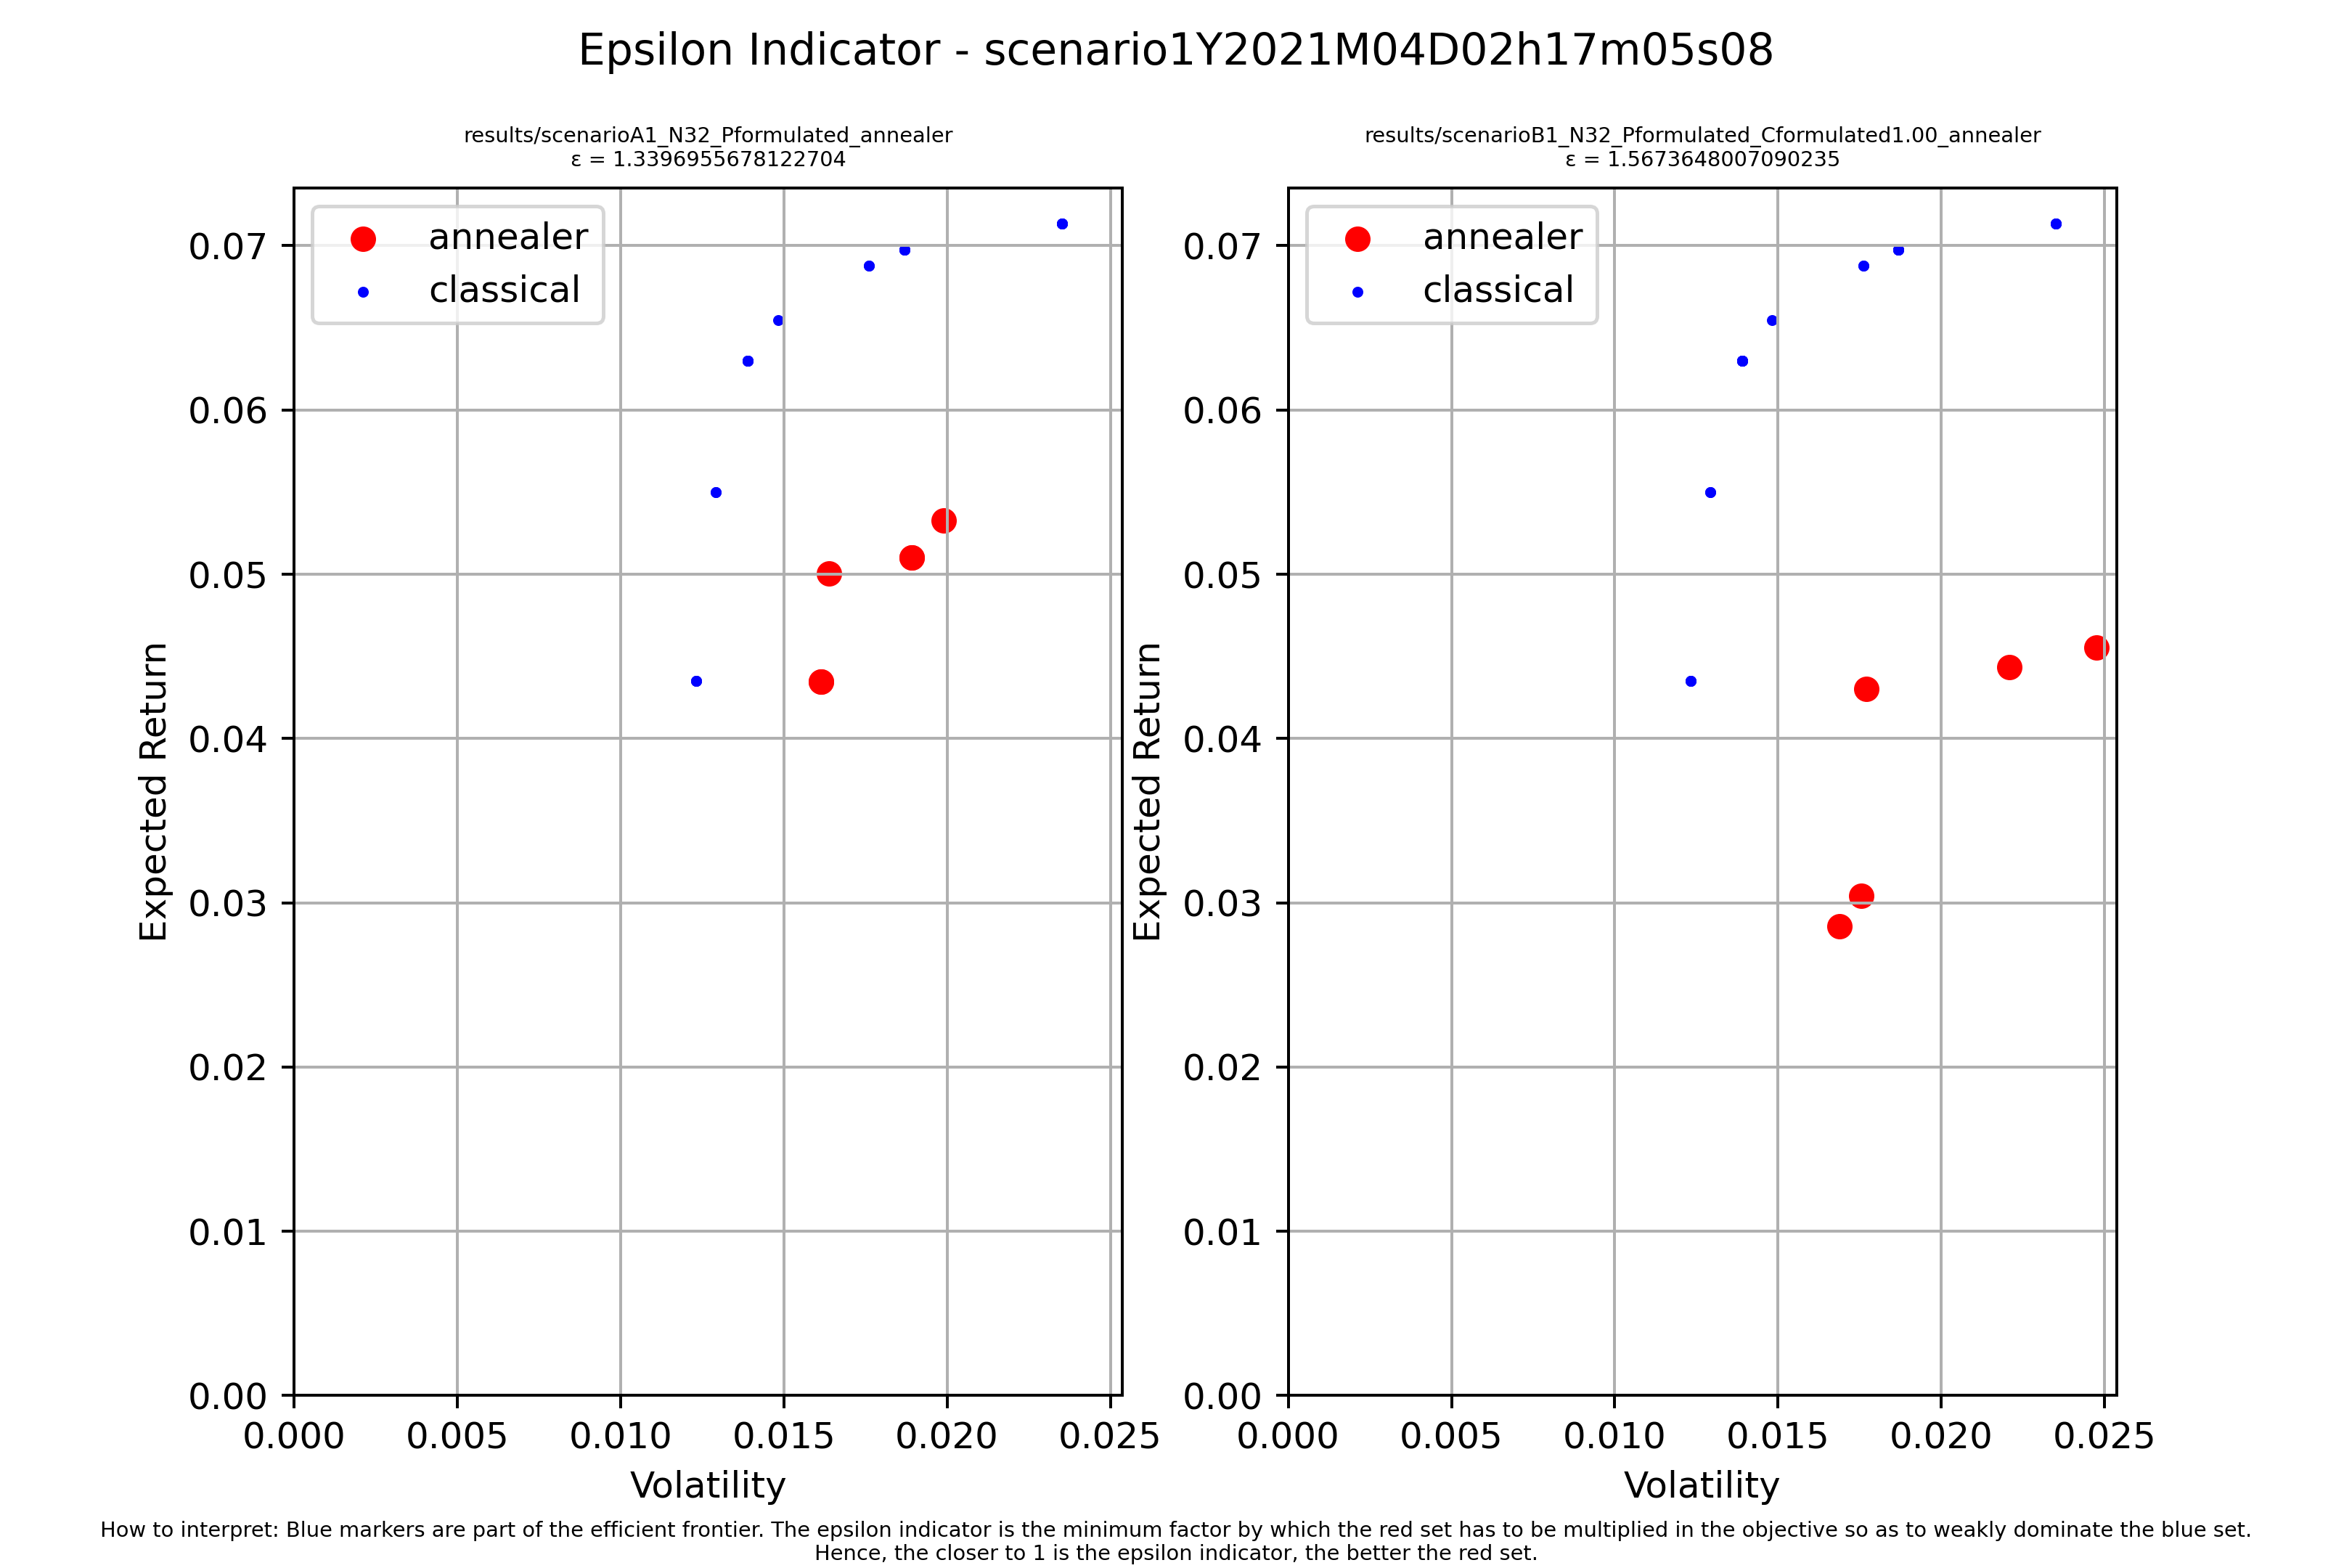 Epsilon Indicator - scenario1Y2021M04D02h17m05s08
results/scenarioA1_N32_Pformulated_annealer
ε = 1.3396955678122704
annealer
classical
0.07
0.06
0.05
0.04
0.03
0.02
0.01
0.00
Expected Return
0.000 0.005 0.010 0.015 0.020 0.025
Volatility
results/scenarioB1_N32_Pformulated_Cformulated1.00_annealer
ε = 1.5673648007090235
annealer
classical
0.07
0.06
0.05
0.04
0.03
0.02
0.01
0.00
Expected Return
0.000 0.005 0.010 0.015 0.020 0.025
Volatility
How to interpret: Blue markers are part of the efficient frontier. The epsilon indicator is the minimum factor by which the red set has to be multiplied in the objective so as to weakly dominate the blue set.
Hence, the closer to 1 is the epsilon indicator, the better the red set.